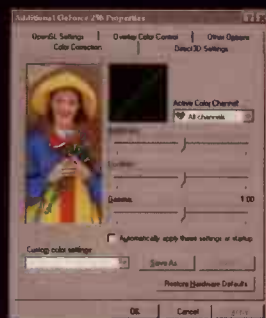 Additional GeForce 256 Properties
OpenGL Settings
Overlay Color Control
Other Options
Color Correction
Direct3D Settings
Active Color Channel:
All channels
Gamma:
1.00
Automatically apply these settings at startup
Custom color settings:
Save As
Restore Hardware Defaults
OK
Cancel